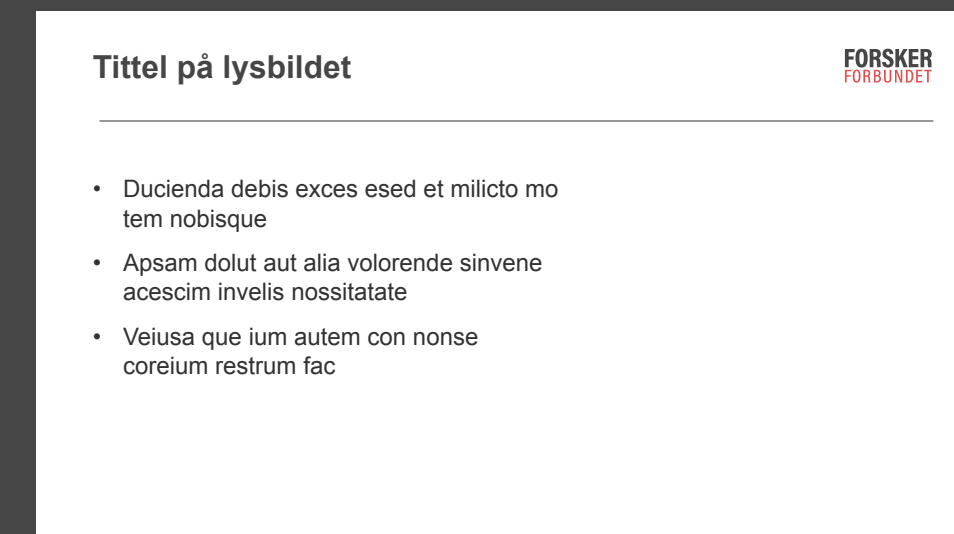 Tittel på lysbildet
FORSKER
FORBUNDET
• Ducienda debis exces esed et milicto mo
tem nobisque
• Apsam dolut aut alia volorende sinvene
acescim invelis nossitatate
• Veiusa que ium autem con nonse
coreium restrum fac